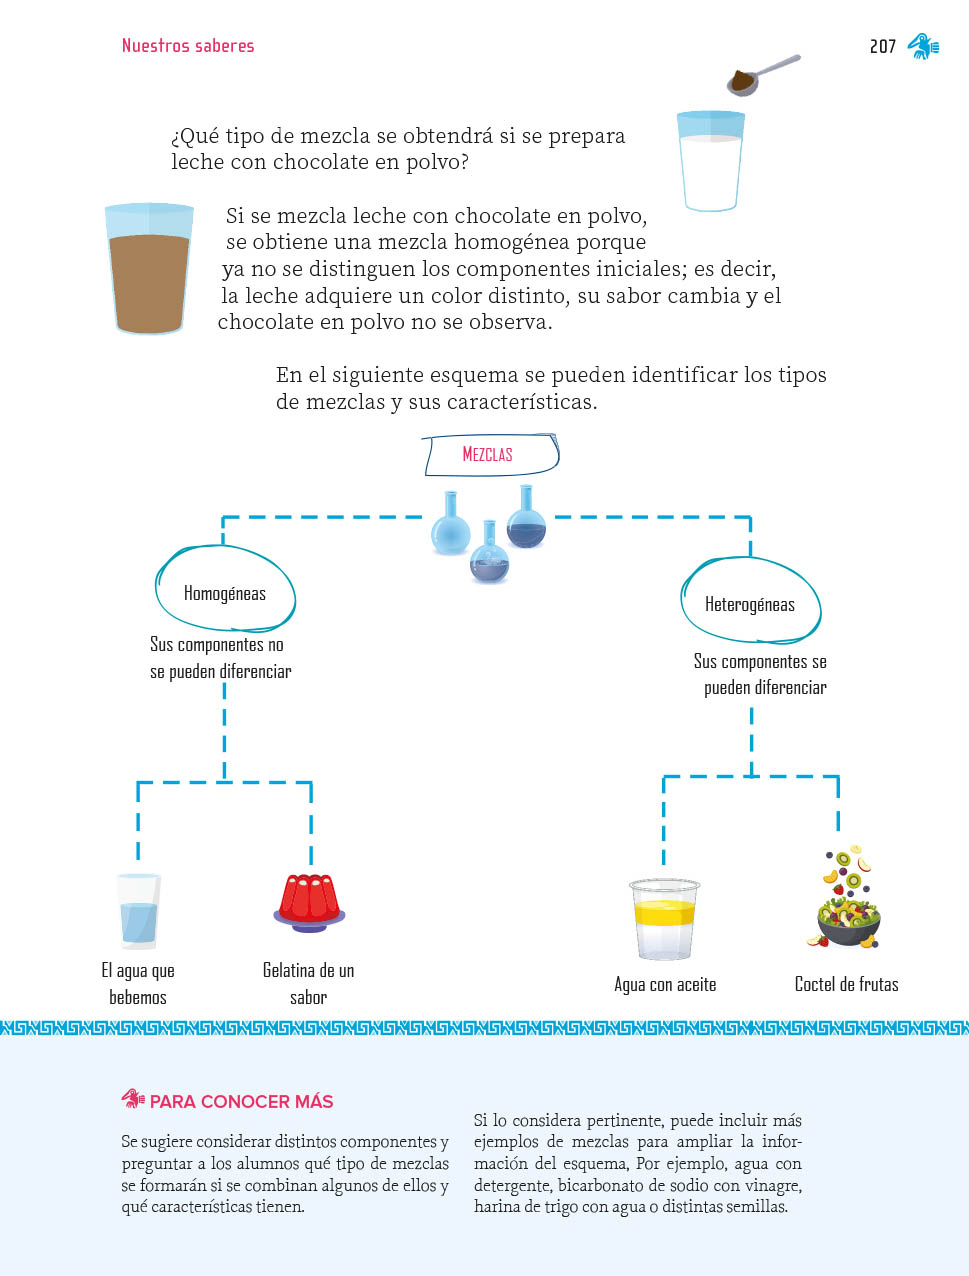 Nuestros saberes
207
¿Qué tipo de mezcla se obtendrá si se prepara
leche con chocolate en polvo?
Si se mezcla leche con chocolate en polvo,
se obtiene una mezcla homogénea porque
ya no se distinguen los componentes iniciales; es decir,
la leche adquiere un color distinto, su sabor cambia y el
chocolate en polvo no se observa.
En el siguiente esquema se pueden identificar los tipos
de mezclas y sus características.
MEZCLAS
Homogéneas
Sus componentes no
se pueden diferenciar
Heterogéneas
Sus componentes se
pueden diferenciar
El agua que
bebemos
Gelatina de un
sabor
Agua con aceite
Coctel de frutas
PARA CONOCER MÁS
Se sugiere considerar distintos componentes y
preguntar a los alumnos qué tipo de mezclas
se formarán si se combinan algunos de ellos y
qué características tienen.
Si lo considera pertinente, puede incluir más
ejemplos de mezclas para ampliar la infor-
mación del esquema, Por ejemplo, agua con
detergente, bicarbonato de sodio con vinagre,
harina de trigo con agua o distintas semillas.